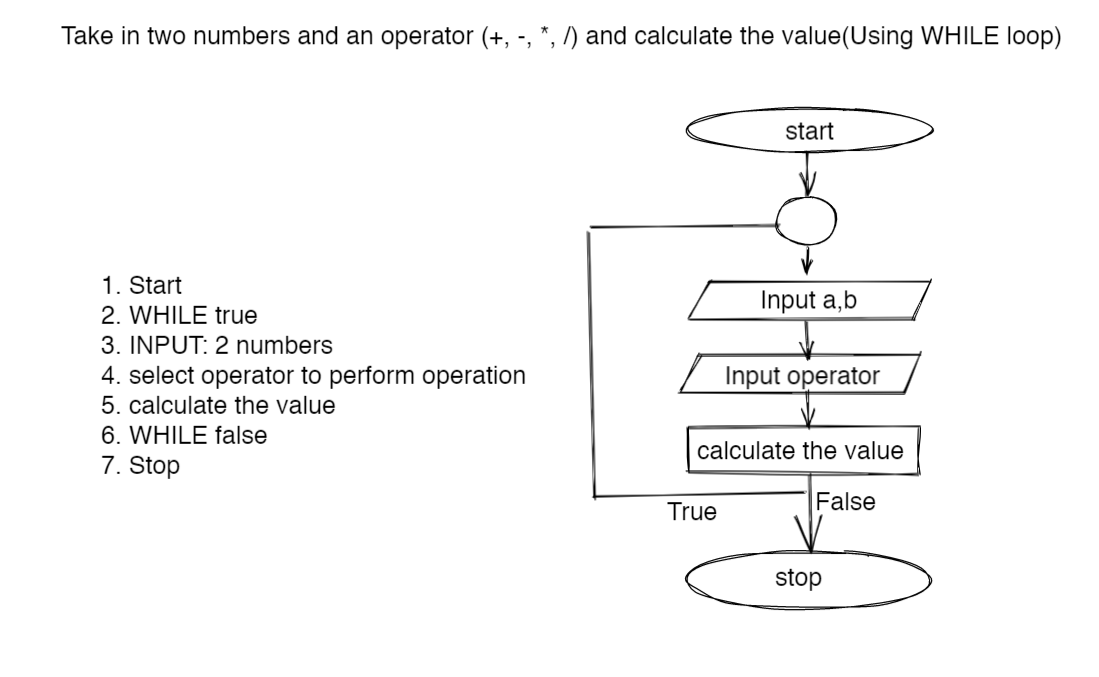 Take in two numbers and an operator (+, -, *, /) and calculate the value(Using WHILE loop)
1. Start
2. WHILE true
3. INPUT: 2 numbers
4. select operator to perform operation
5. calculate the value
6. WHILE false
7. Stop
start
Input a,b
Input operator
calculate the value
True
False
stop